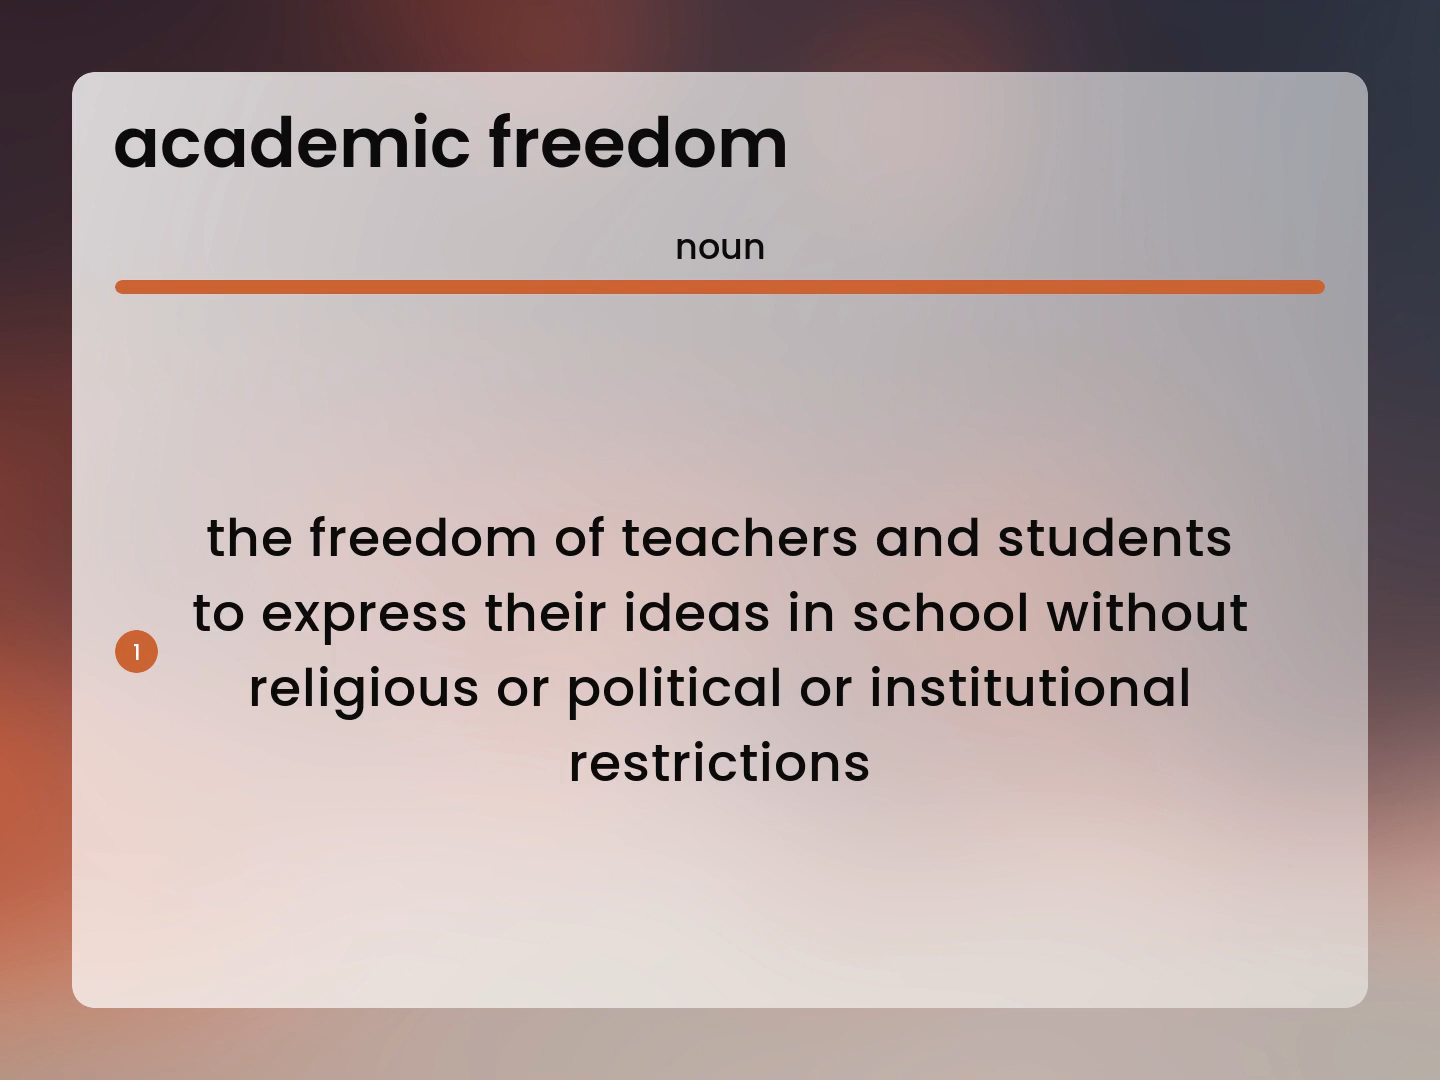 academic freedom
noun
the freedom of teachers and students
to express their ideas in school without
1
religious or political or institutional
restrictions